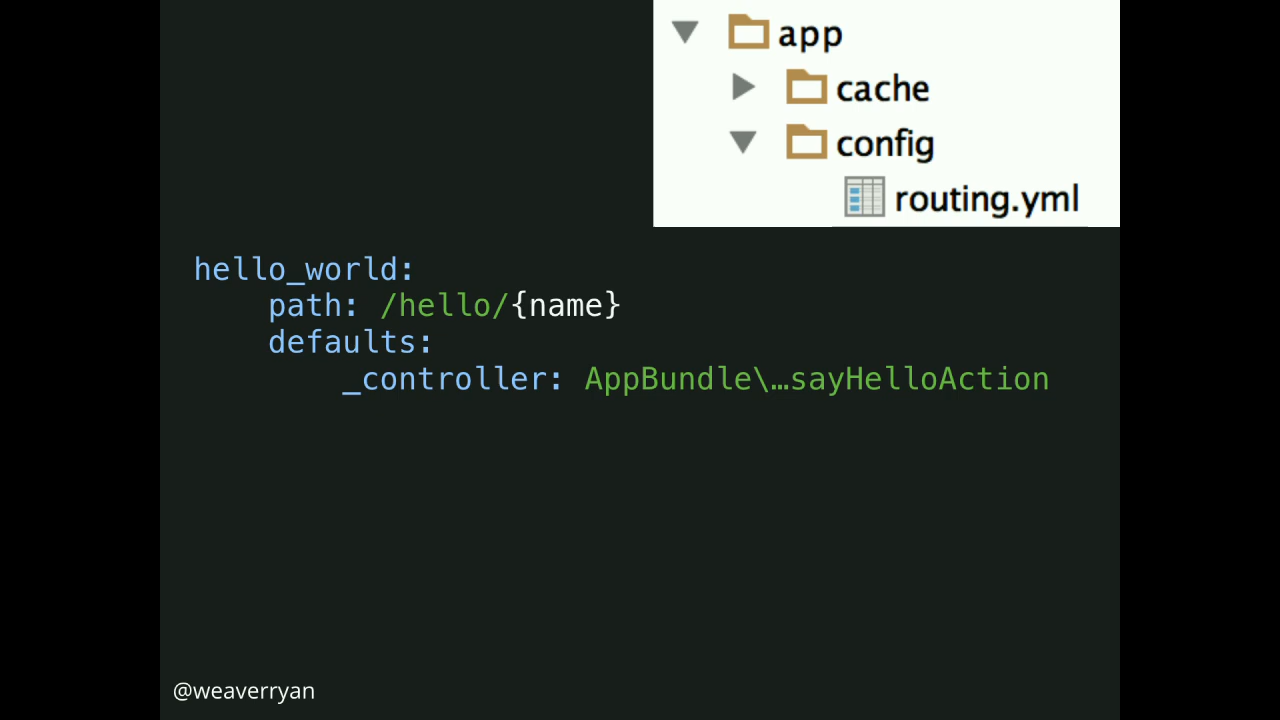 app
cache
config
routing.yml
hello_world:
path: /hello/{name}
defaults:
_controller: AppBundle\…sayHelloAction
@weaverryan